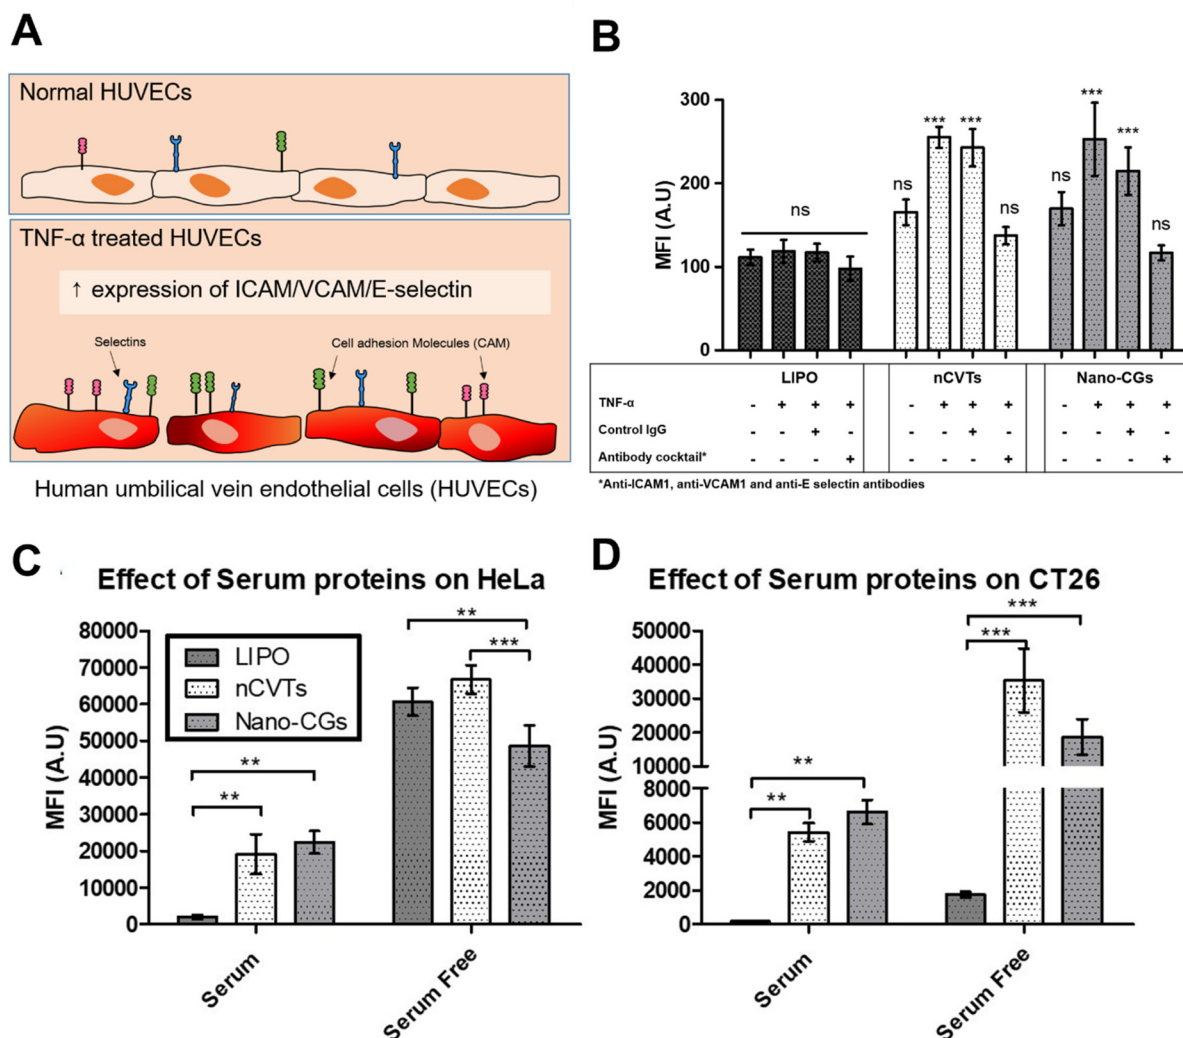 A
Normal HUVECs
TNF-α treated HUVECs
↑ expression of ICAM/VCAM/E-selectin
Selectins
Cell adhesion Molecules (CAM)
Human umbilical vein endothelial cells (HUVECs)
B
MFI (A.U)
300
200
100
0
ns
ns
***
***
ns
ns
***
***
ns
LIPO nCVTs Nano-CGs
TNF-α - + + + - + + + - + + +
Control IgG - - + - - + - - +
Antibody cocktail* - - - + - - - + - - - +
*Anti-ICAM1, anti-VCAM1 and anti-E selectin antibodies
C
Effect of Serum proteins on HeLa
MFI (A.U)
80000
70000
60000
50000
40000
30000
20000
10000
0
LIPO
nCVTs
Nano-CGs
**
**
**
***
Serum
Serum Free
D
Effect of Serum proteins on CT26
MFI (A.U)
50000
40000
30000
20000
10000
8000
6000
4000
2000
0
**
**
***
***
Serum
Serum Free